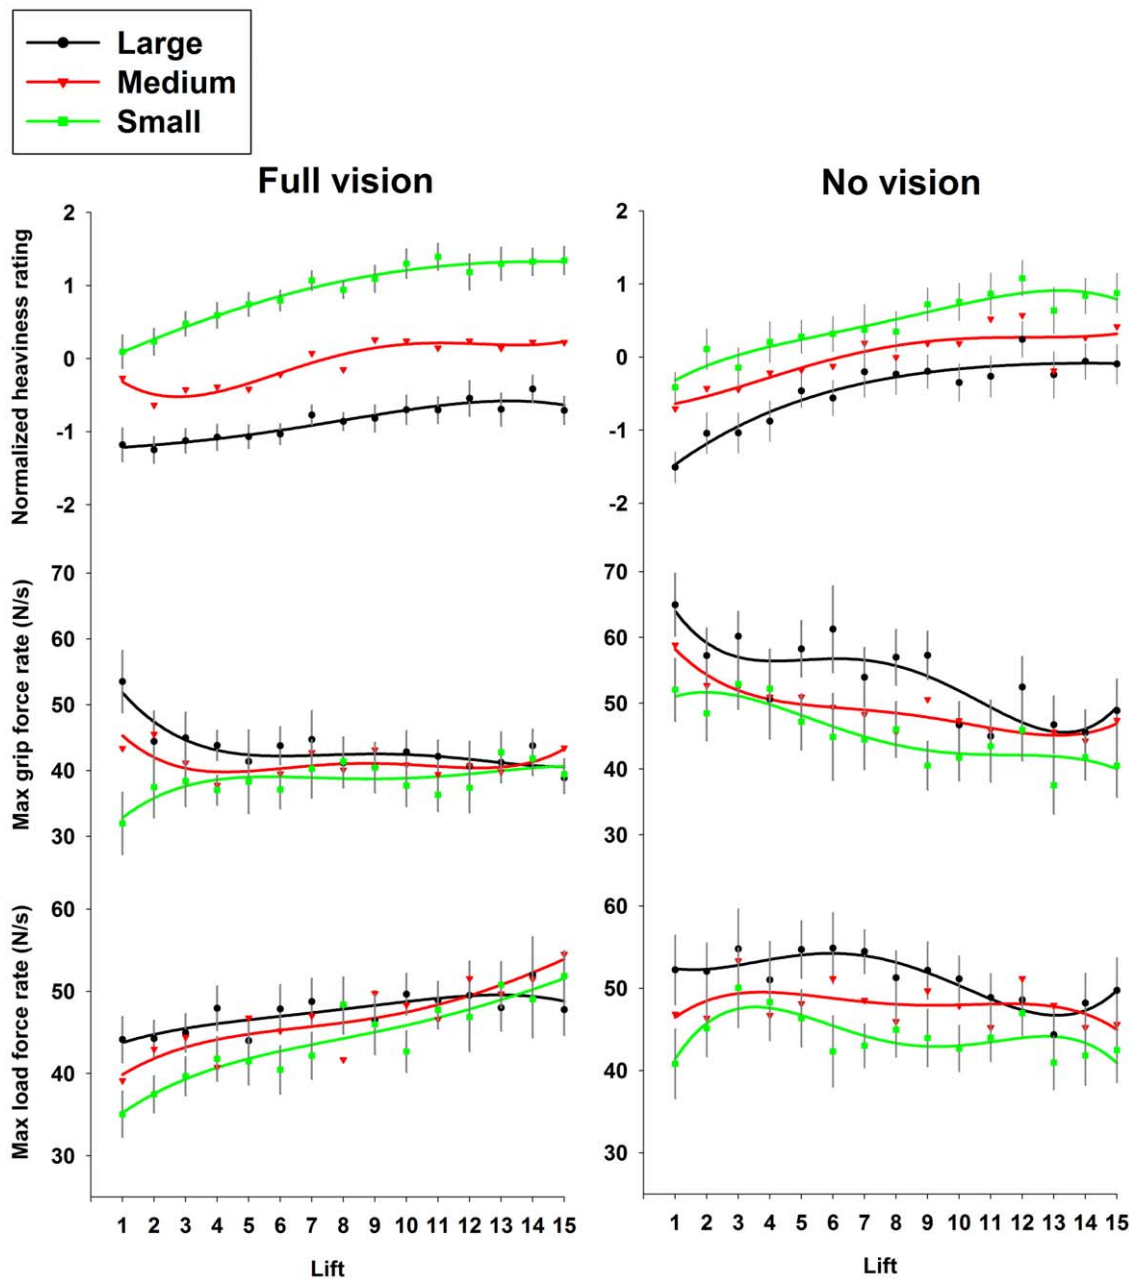 Large
Medium
Small
Full vision
No vision
Normalized heaviness rating
2
1
0
-1
-2
2
1
0
-1
-2
Max grip force rate (N/s)
70
60
50
40
30
70
60
50
40
30
Max load force rate (N/s)
60
50
40
30
60
50
40
30
1 2 3 4 5 6 7 8 9 10 11 12 13 14 15
Lift
1 2 3 4 5 6 7 8 9 10 11 12 13 14 15
Lift